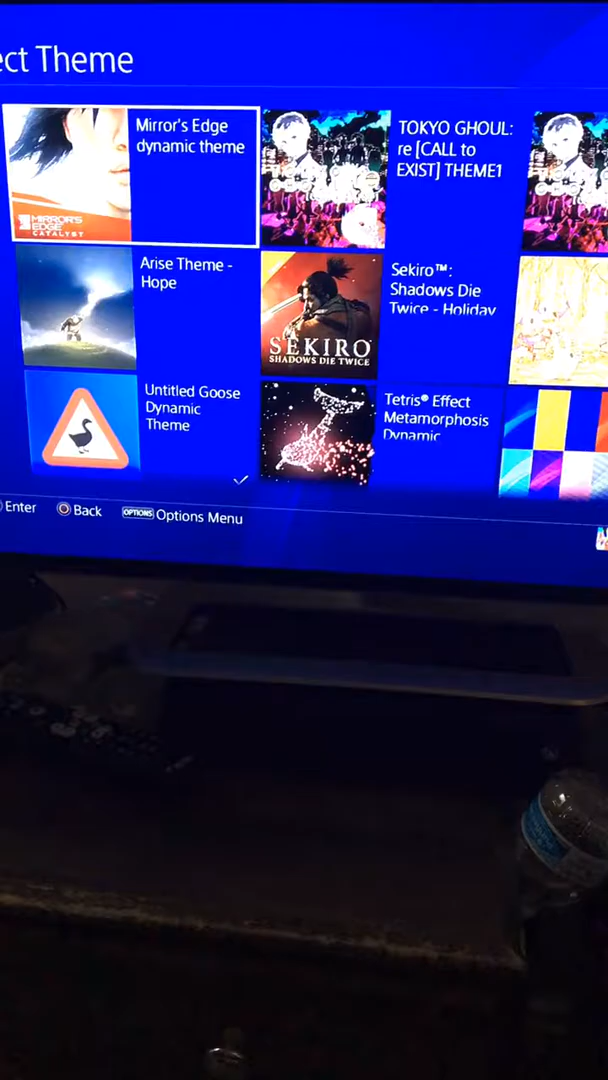 ect Theme
Mirror's Edge
dynamic theme
MIRROR'S
EDGE
CATALYST
TOKYO GHOUL:
re [CALL to
EXIST] THEME1
Arise Theme -
Hope
SEKIRO
SHADOWS DIE TWICE
Sekiro™:
Shadows Die
Twice - Holiday
Untitled Goose
Dynamic
Theme
Tetris® Effect
Metamorphosis
Dynamic
Enter
Back
OPTIONS Options Menu